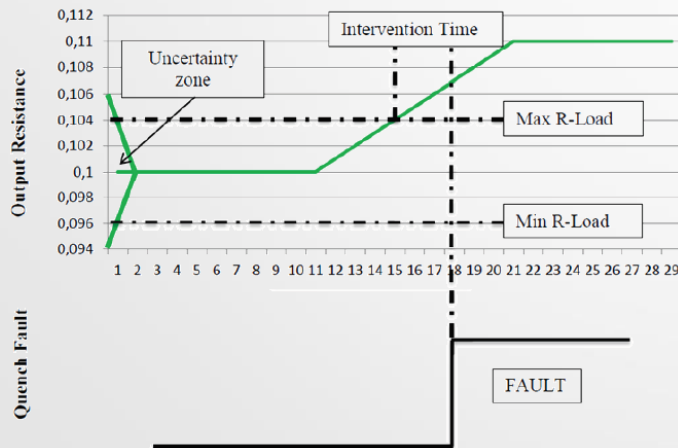 0,112
0,11
0,108
0,106
0,104
0,102
0,1
0,098
0,096
0,094
Output Resistance
Uncertainty
zone
Intervention Time
Max R-Load
Min R-Load
1 2 3 4 5 6 7 8 9 10 11 12 13 14 15 16 17 18 19 20 21 22 23 24 25 26 27 28 29
Quench Fault
FAULT